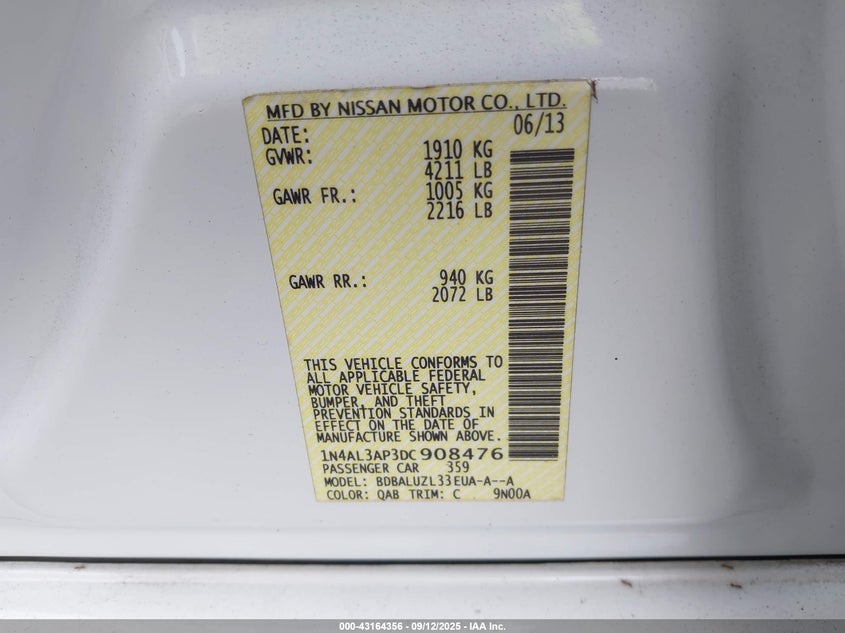 MFD BY NISSAN MOTOR CO., LTD.
DATE: 06/13
GVWR: 1910 KG
4211 LB
GAWR FR.: 1005 KG
2216 LB
GAWR RR.: 940 KG
2072 LB
THIS VEHICLE CONFORMS TO
ALL APPLICABLE FEDERAL
MOTOR VEHICLE SAFETY,
BUMPER, AND THEFT
PREVENTION STANDARDS IN
EFFECT ON THE DATE OF
MANUFACTURE SHOWN ABOVE.
1N4AL3AP3DC908476
PASSENGER CAR 359
MODEL: BDBALUZL33EUA-A--A
COLOR: QAB TRIM: C 9N00A
000-43164356 - 09/12/2025 - IAA Inc.